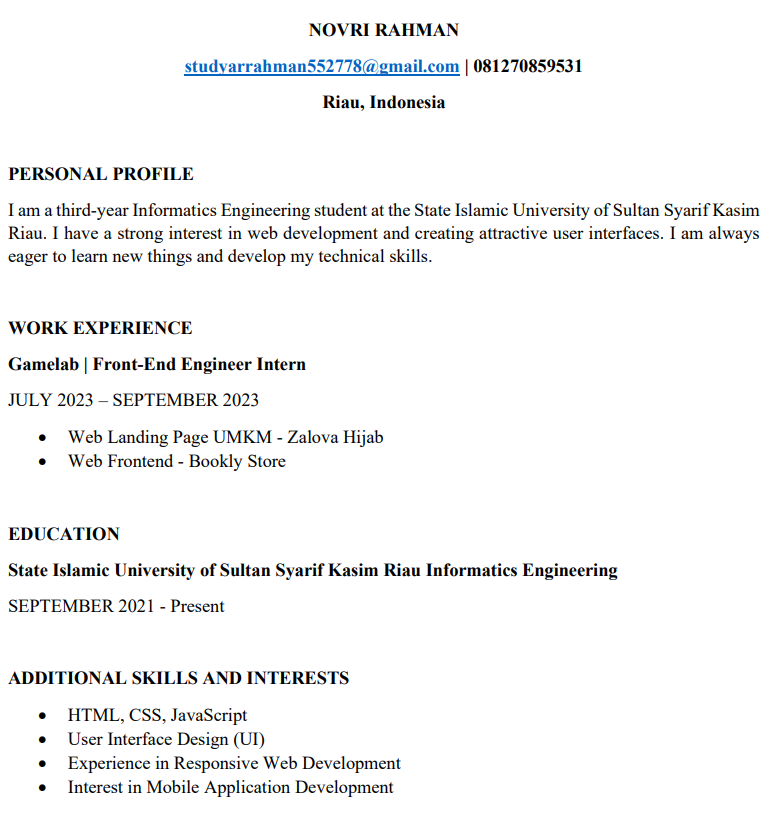 NOVRI RAHMAN
studyarrahman552778@gmail.com | 081270859531
Riau, Indonesia
PERSONAL PROFILE
I am a third-year Informatics Engineering student at the State Islamic University of Sultan Syarif Kasim
Riau. I have a strong interest in web development and creating attractive user interfaces. I am always
eager to learn new things and develop my technical skills.
WORK EXPERIENCE
Gamelab | Front-End Engineer Intern
JULY 2023 – SEPTEMBER 2023
• Web Landing Page UMKM - Zalova Hijab
• Web Frontend - Bookly Store
EDUCATION
State Islamic University of Sultan Syarif Kasim Riau Informatics Engineering
SEPTEMBER 2021 - Present
ADDITIONAL SKILLS AND INTERESTS
• HTML, CSS, JavaScript
• User Interface Design (UI)
• Experience in Responsive Web Development
• Interest in Mobile Application Development